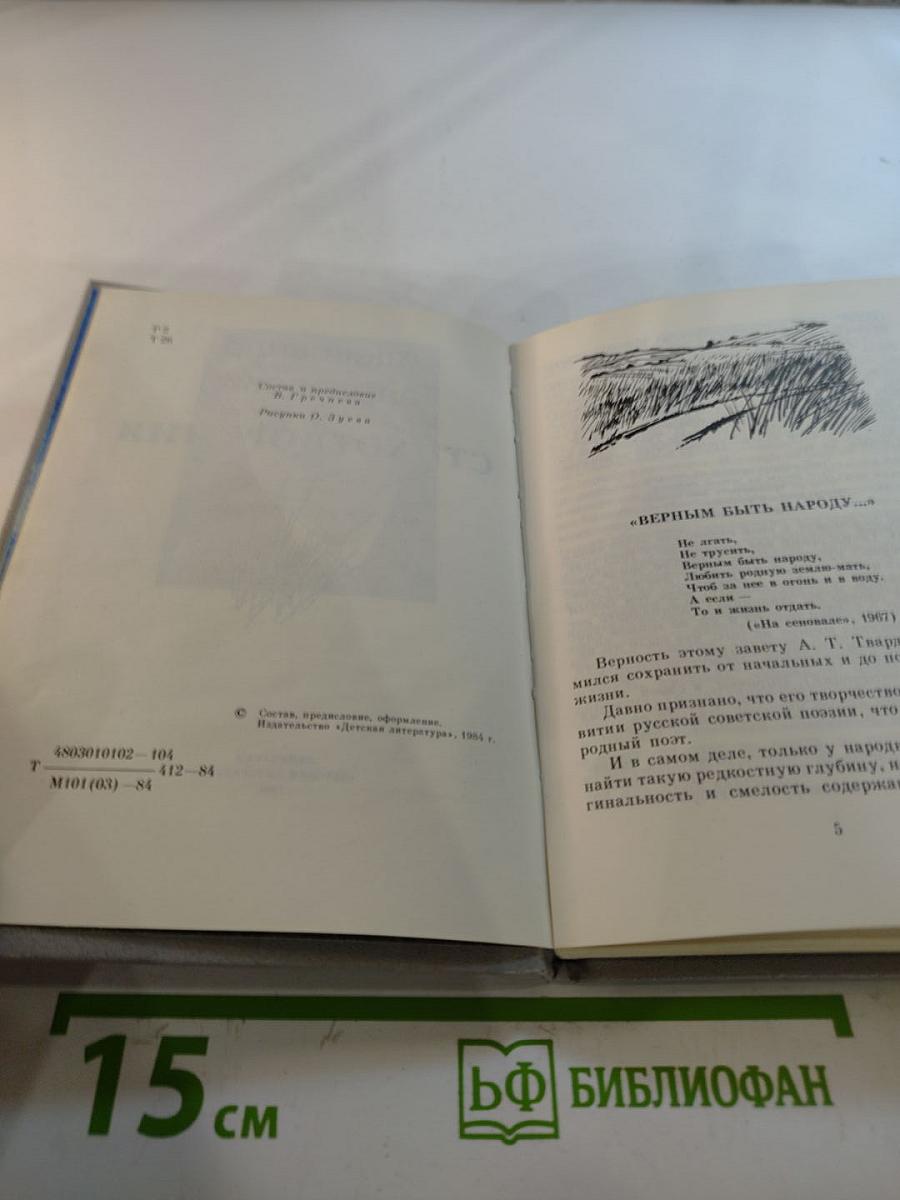 Р 2
Т 26
Состав и предисловие
В. Гречнева
Рисунки О. Зуева
© Состав, предисловие, оформление.
Издательство «Детская литература», 1984 г.
4803010102—104
Т 412—84
М101(03)—84
«ВЕРНЫМ БЫТЬ НАРОДУ...»
Не лгать,
Не трусить,
Верным быть народу,
Любить родную землю-мать,
Чтоб за нее в огонь и в воду.
А если —
То и жизнь отдать.
(«На сеновале», 1967)
Верность этому завету А. Т. Твард
мился сохранить от начальных и до по
жизни.
Давно признано, что его творчество
витии русской советской поэзии, что
родный поэт.
И в самом деле, только у народн
найти такую редкостную глубину, н
гинальность и смелость содержа
5
15 см
ЬФ БИБЛИОФАН